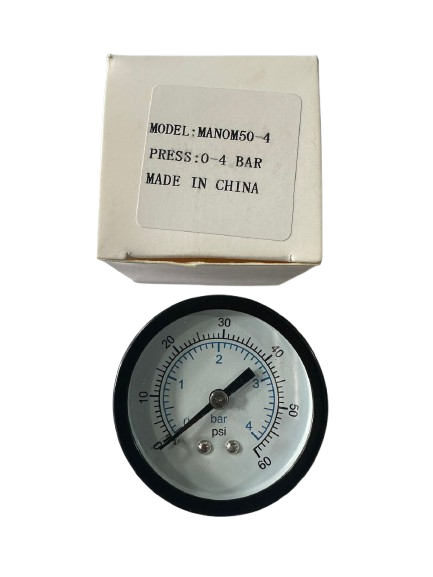 MODEL:MANOM50-4
PRESS:0-4 BAR
MADE IN CHINA
30
20
40
2
1
3
10
50
bar
4
psi
60